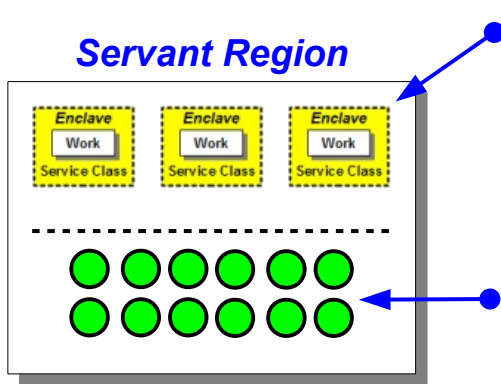 Servant Region
Enclave
Work
Service Class
Enclave
Work
Service Class
Enclave
Work
Service Class